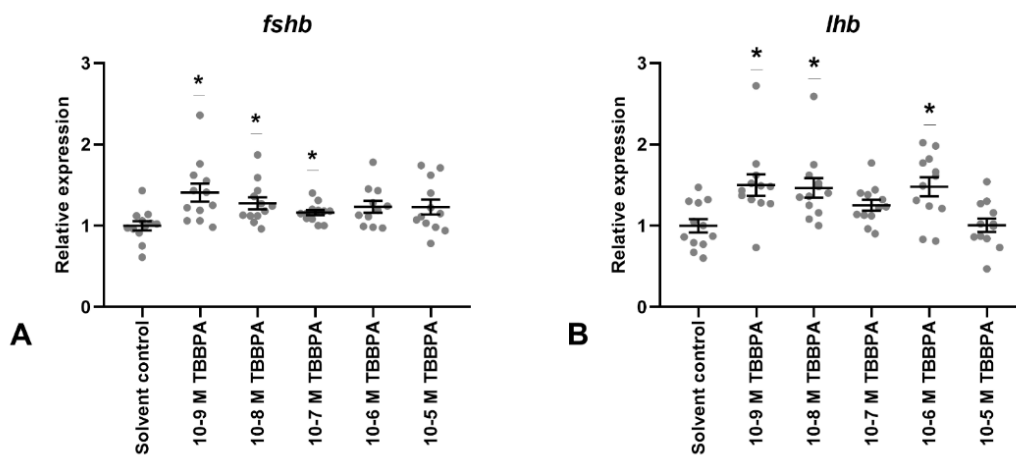 fshb
3
2
1
0
Relative expression
*
*
*
Solvent control
10-9 M TBBPA
10-8 M TBBPA
10-7 M TBBPA
10-6 M TBBPA
10-5 M TBBPA
A
lhb
3
2
1
0
Relative expression
*
*
*
Solvent control
10-9 M TBBPA
10-8 M TBBPA
10-7 M TBBPA
10-6 M TBBPA
10-5 M TBBPA
B